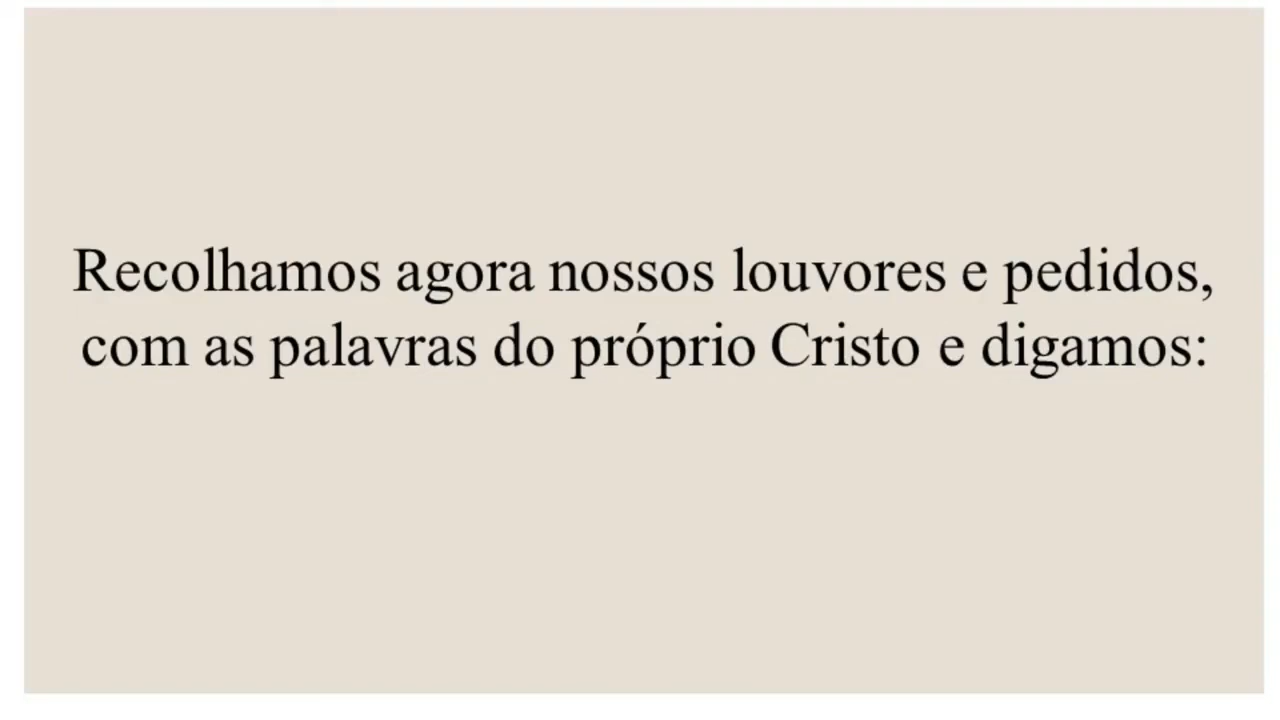 Recolhamos agora nossos louvores e pedidos,
com as palavras do próprio Cristo e digamos: